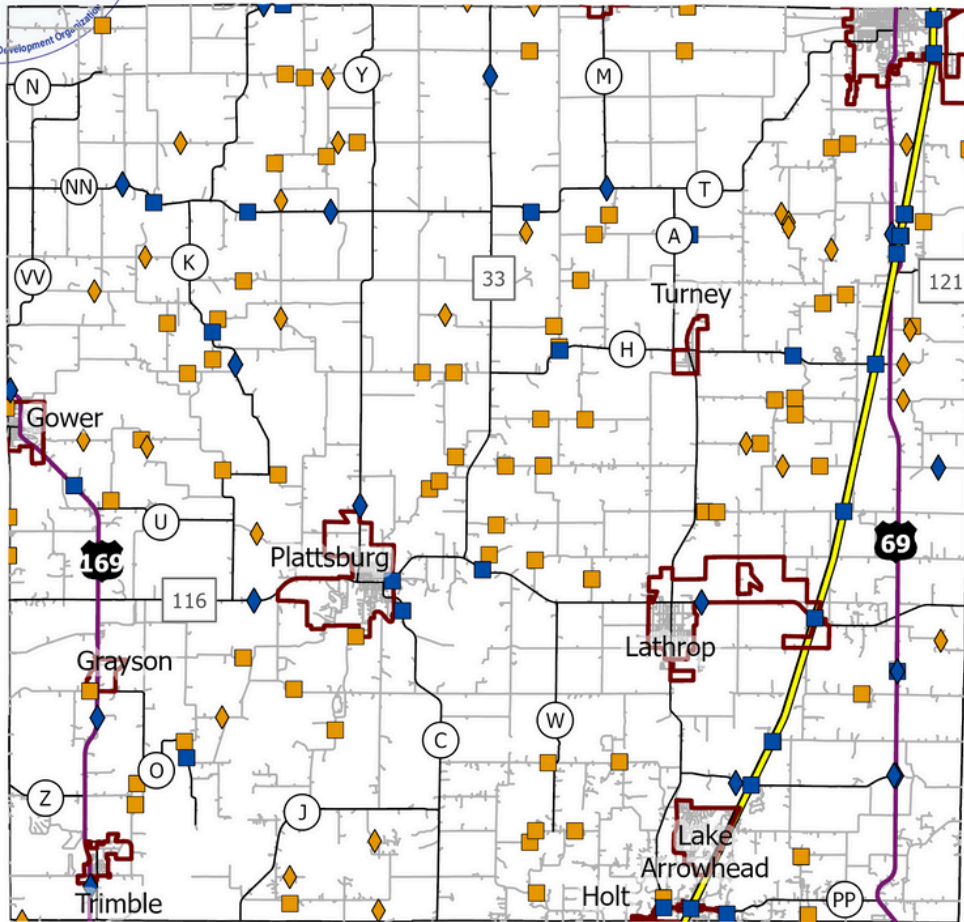 Development Organization
N
Y
M
NN
T
A
VV
K
33
121
Turney
H
Gower
U
Plattsburg
169
69
116
Lathrop
Grayson
W
C
O
Z
J
Lake
Arrowhead
Holt
PP
Trimble